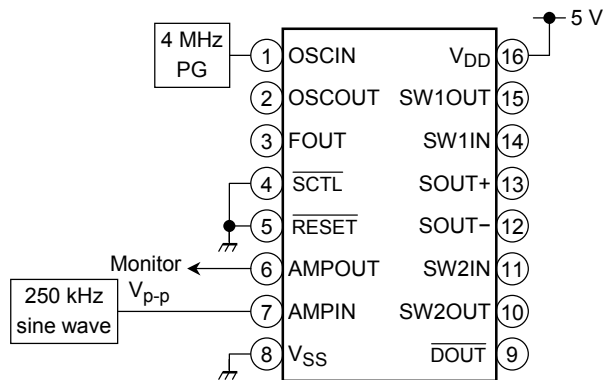 4 MHz
PG
5 V
1 OSCIN
VDD 16
2 OSCOUT
SW1OUT 15
3 FOUT
SW1IN 14
4 SCTL
SOUT+ 13
5 RESET
SOUT− 12
Monitor
Vp-p
6 AMPOUT
SW2IN 11
250 kHz
sine wave
7 AMPIN
SW2OUT 10
8 VSS
DOUT 9